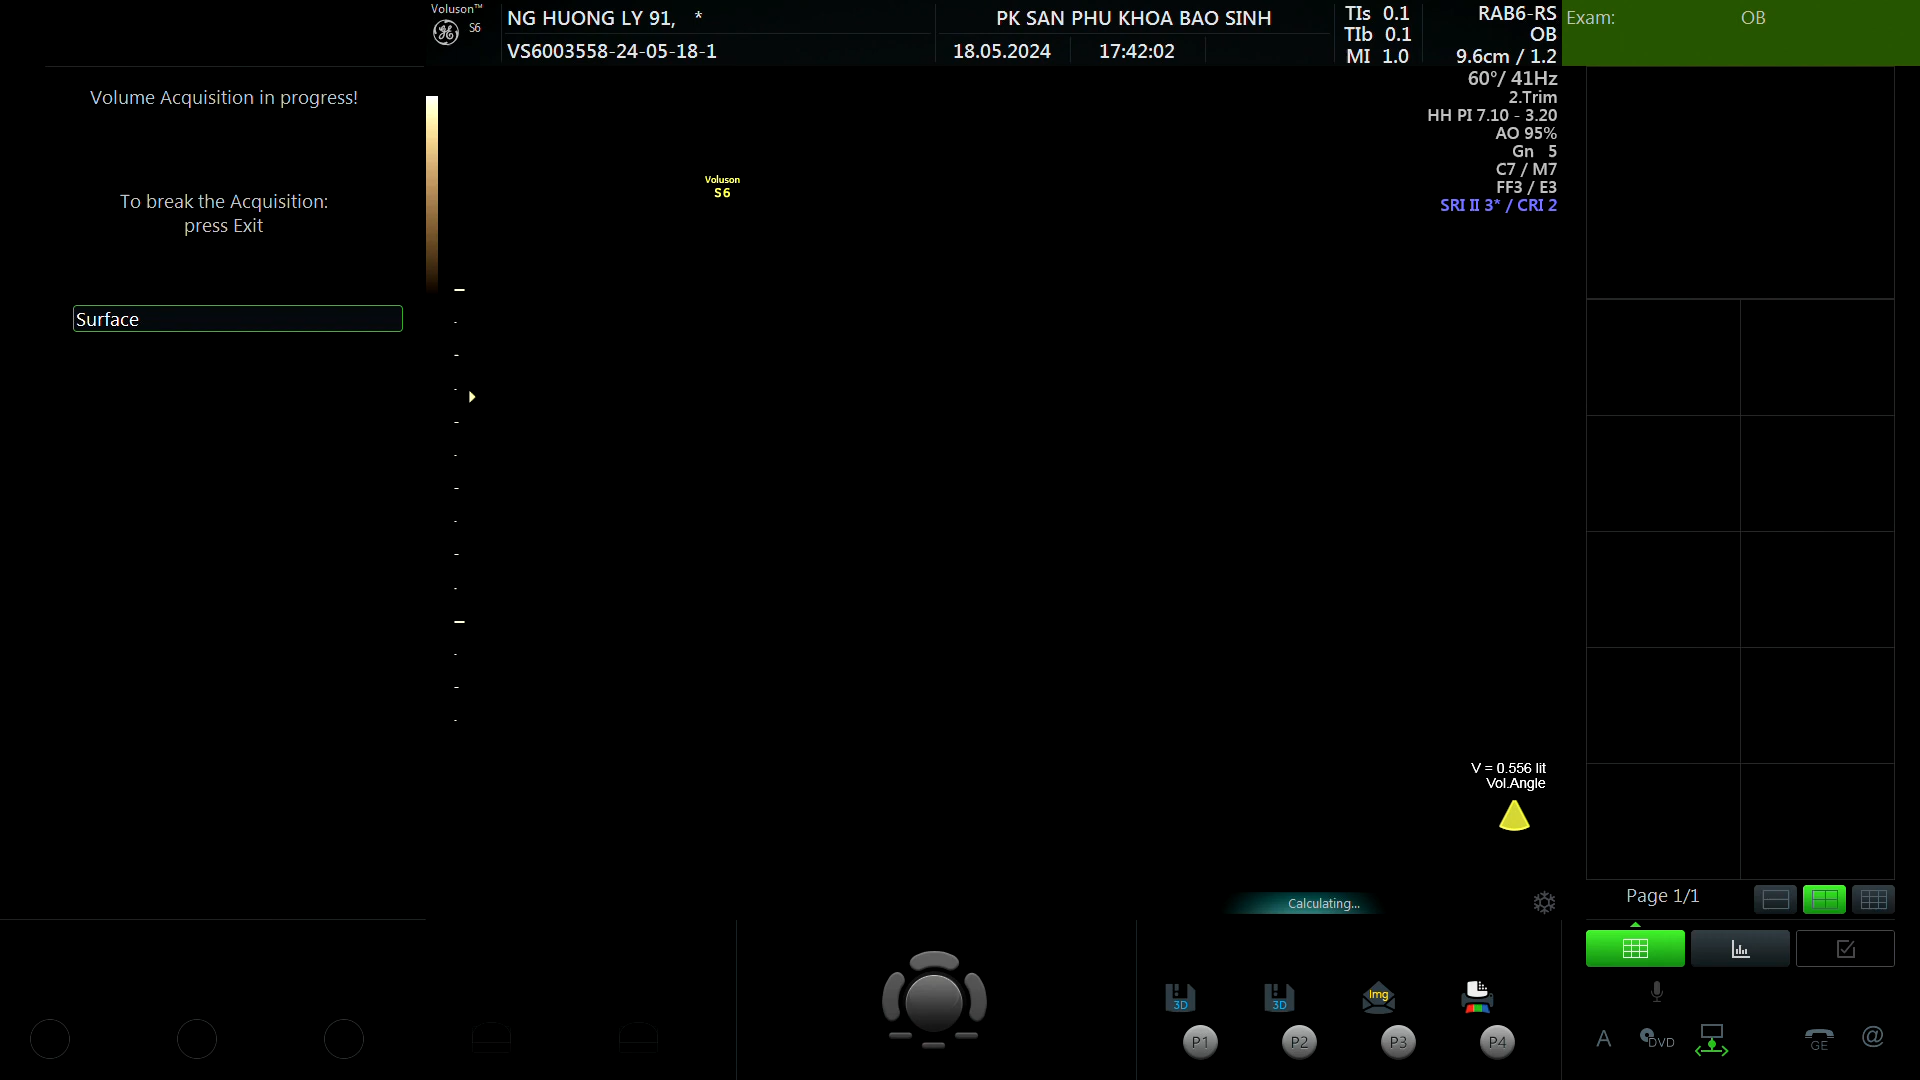 Voluson™
S6
NG HUONG LY 91, *
VS6003558-24-05-18-1
PK SAN PHU KHOA BAO SINH
18.05.2024 17:42:02
TIs 0.1
TIb 0.1
MI 1.0
RAB6-RS
OB
9.6cm / 1.2
60°/ 41Hz
2.Trim
HH PI 7.10 - 3.20
AO 95%
Gn 5
C7 / M7
FF3 / E3
SRI II 3* / CRI 2
Exam: OB
Volume Acquisition in progress!
To break the Acquisition:
press Exit
Surface
Voluson
S6
V = 0.556 lit
Vol.Angle
Calculating...
Page 1/1
3D
3D
Img
P1
P2
P3
P4
A
DVD
GE
@